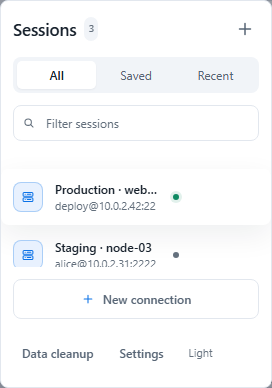 Sessions 3
All Saved Recent
Filter sessions
Production · web...
deploy@10.0.2.42:22
Staging · node-03
alice@10.0.2.31:2222
New connection
Data cleanup Settings Light